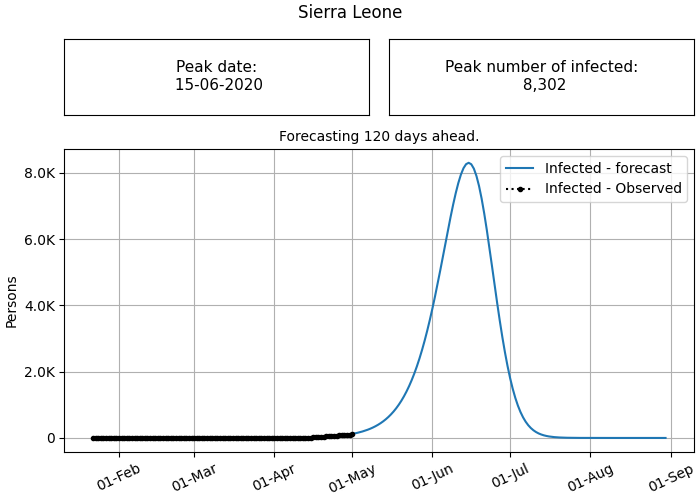 Sierra Leone
Peak date:
15-06-2020
Peak number of infected:
8,302
Forecasting 120 days ahead.
Infected - forecast
Infected - Observed
Persons
8.0K
6.0K
4.0K
2.0K
0
01-Feb
01-Mar
01-Apr
01-May
01-Jun
01-Jul
01-Aug
01-Sep